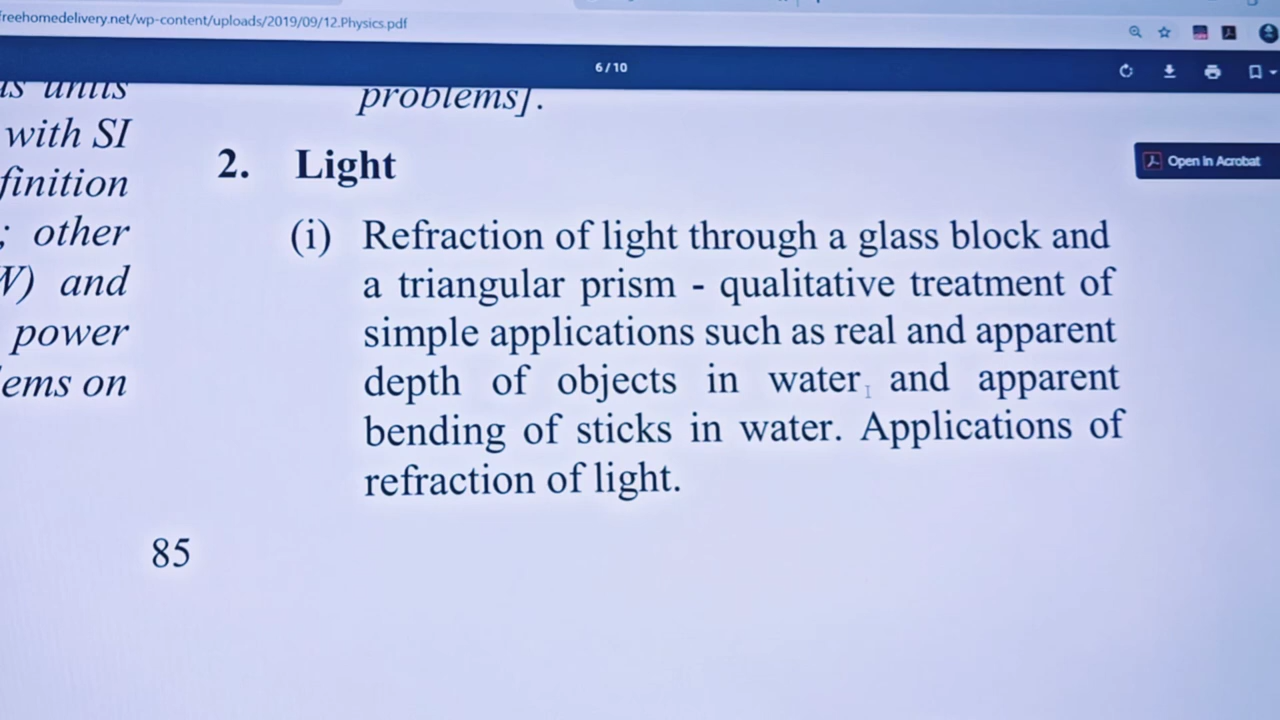 reehomedelivery.net/wp-content/uploads/2019/09/12.Physics.pdf
6 / 10
Open in Acrobat
as units
with SI
finition
; other
W) and
power
ems on
problems].
2. Light
(i) Refraction of light through a glass block and
a triangular prism - qualitative treatment of
simple applications such as real and apparent
depth of objects in water and apparent
bending of sticks in water. Applications of
refraction of light.
85